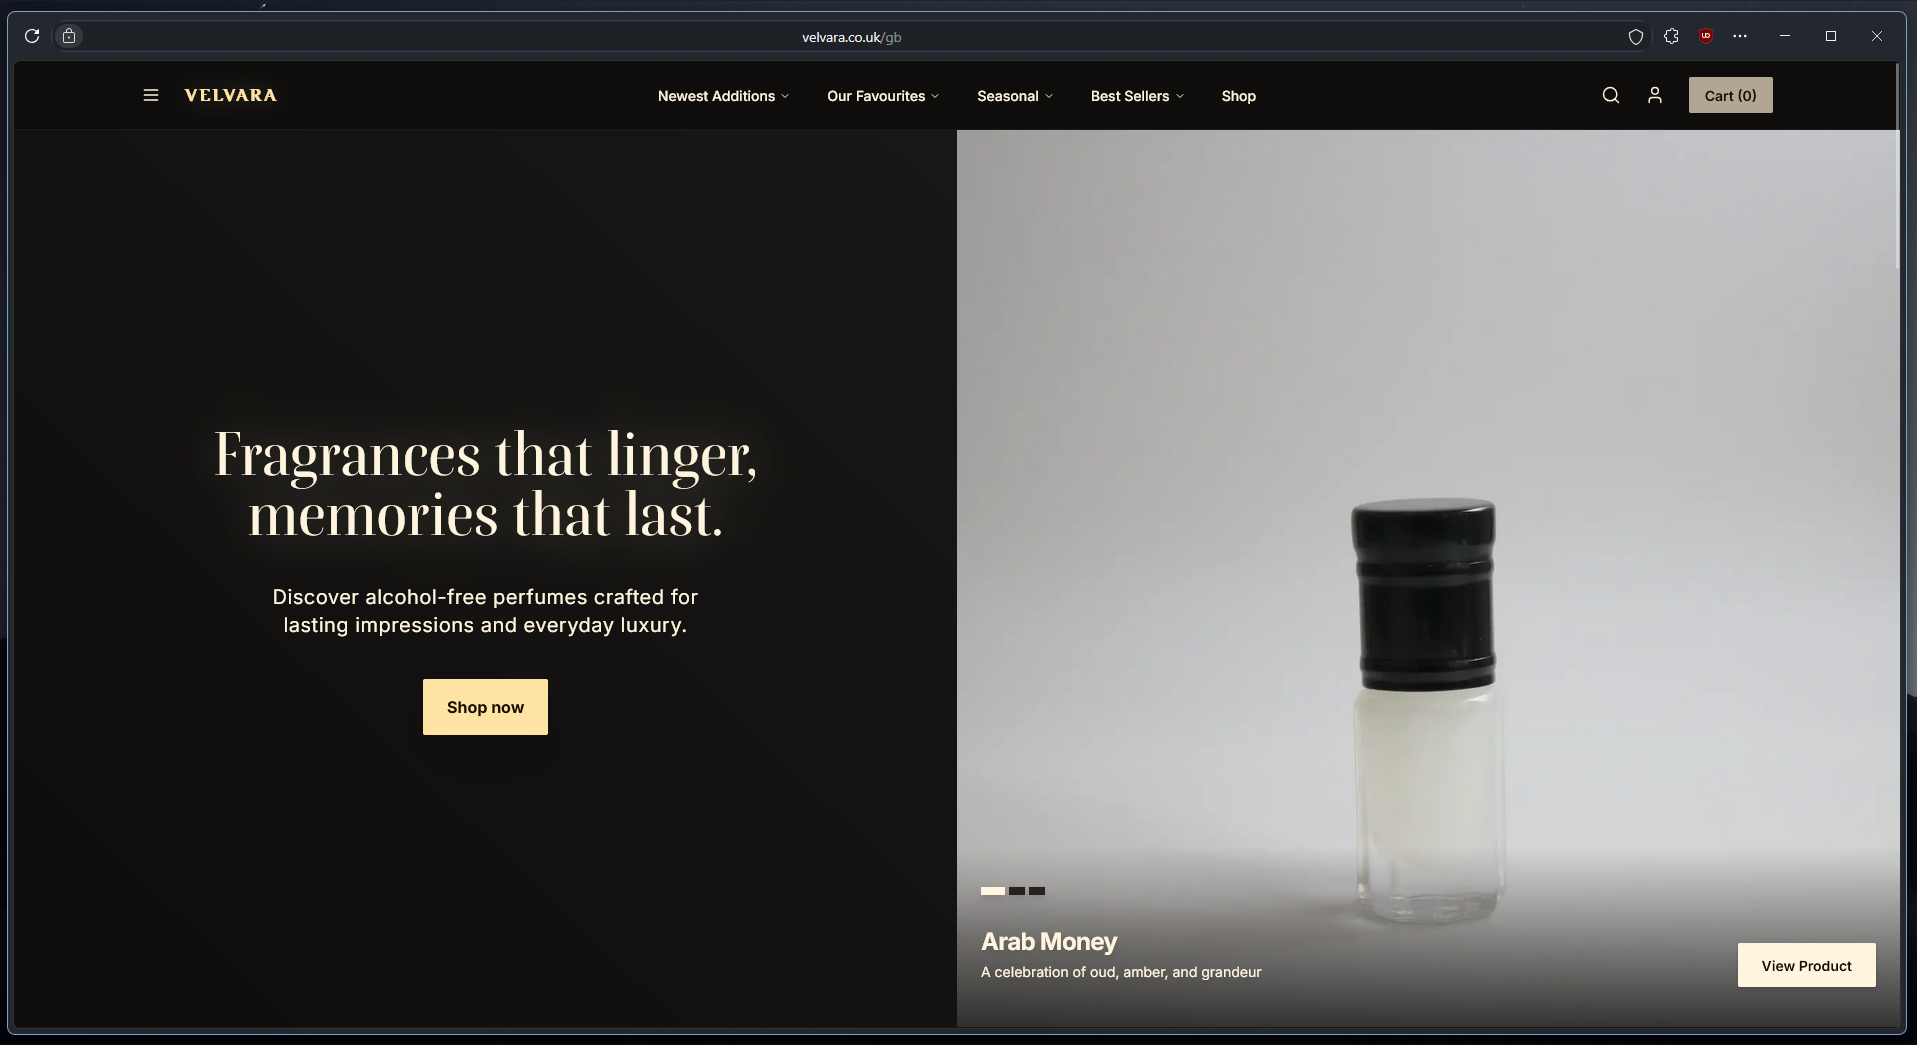 velvara.co.uk/gb
VELVARA
Newest Additions
Our Favourites
Seasonal
Best Sellers
Shop
Cart (0)
Fragrances that linger,
memories that last.
Discover alcohol-free perfumes crafted for
lasting impressions and everyday luxury.
Shop now
Arab Money
A celebration of oud, amber, and grandeur
View Product